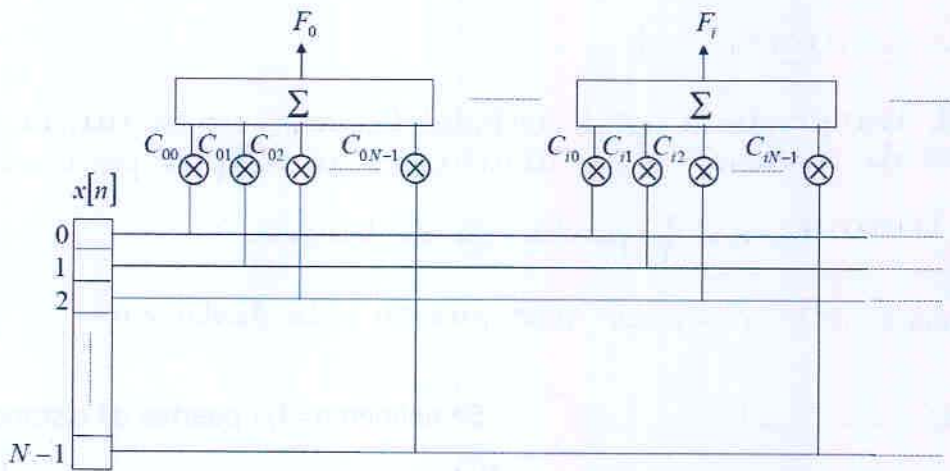 F₀ Fᵢ
Σ Σ
C₀₀ C₀₁ C₀₂ C₀N₋₁ Cᵢ₀ Cᵢ₁ Cᵢ₂ CᵢN₋₁
x[n]
0
1
2
N-1